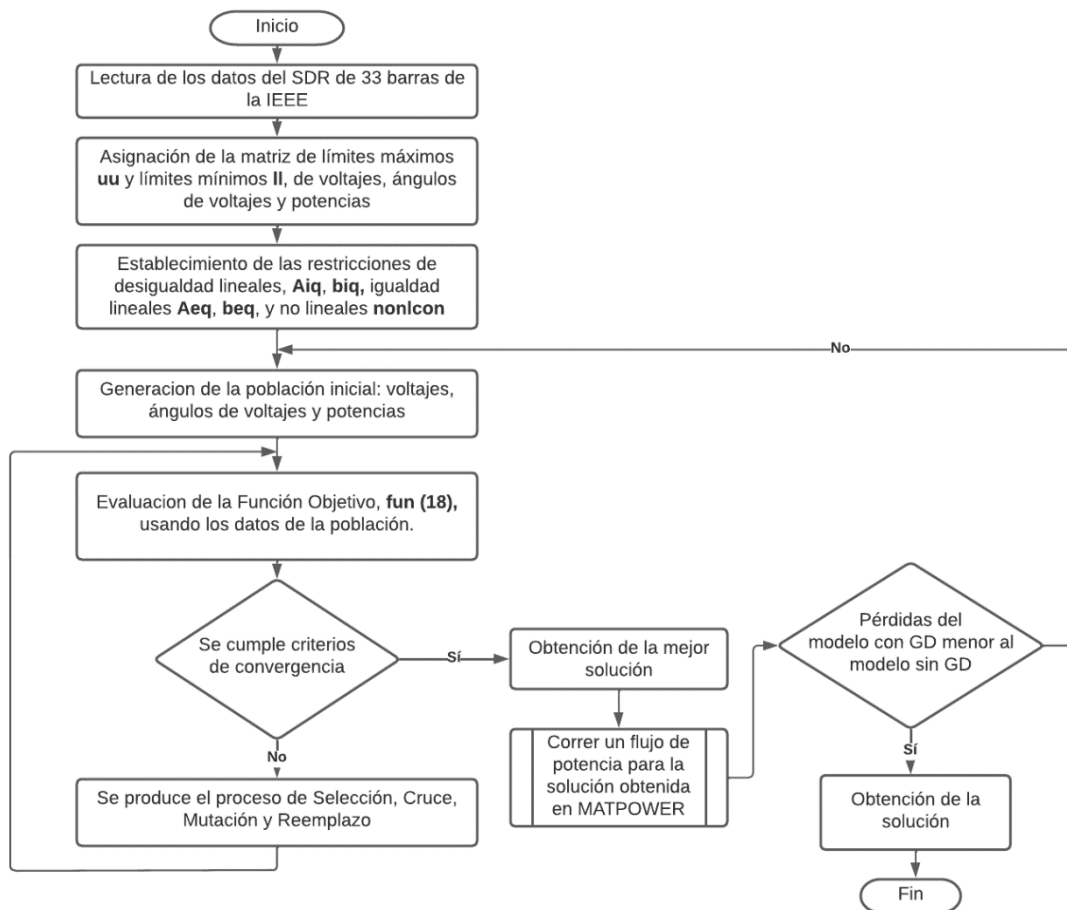 Inicio
Lectura de los datos del SDR de 33 barras de
la IEEE
Asignación de la matriz de límites máximos
uu y límites mínimos ll, de voltajes, ángulos
de voltajes y potencias
Establecimiento de las restricciones de
desigualdad lineales, Aiq, biq, igualdad
lineales Aeq, beq, y no lineales nonlcon
No
Generacion de la población inicial: voltajes,
ángulos de voltajes y potencias
Evaluacion de la Función Objetivo, fun (18),
usando los datos de la población.
Se cumple criterios
de convergencia
Sí
No
Se produce el proceso de Selección, Cruce,
Mutación y Reemplazo
Obtención de la mejor
solución
Correr un flujo de
potencia para la
solución obtenida
en MATPOWER
Pérdidas del
modelo con GD menor al
modelo sin GD
Sí
Obtención de la
solución
Fin